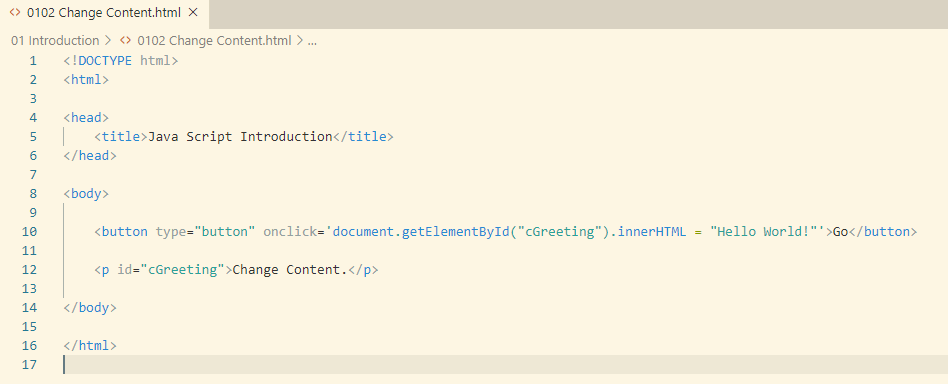 <> 0102 Change Content.html ×
01 Introduction > <> 0102 Change Content.html > ...
1 <!DOCTYPE html>
2 <html>
3
4 <head>
5     <title>Java Script Introduction</title>
6 </head>
7
8 <body>
9
10     <button type="button" onclick='document.getElementById("cGreeting").innerHTML = "Hello World!"'>Go</button>
11
12     <p id="cGreeting">Change Content.</p>
13
14 </body>
15
16 </html>
17